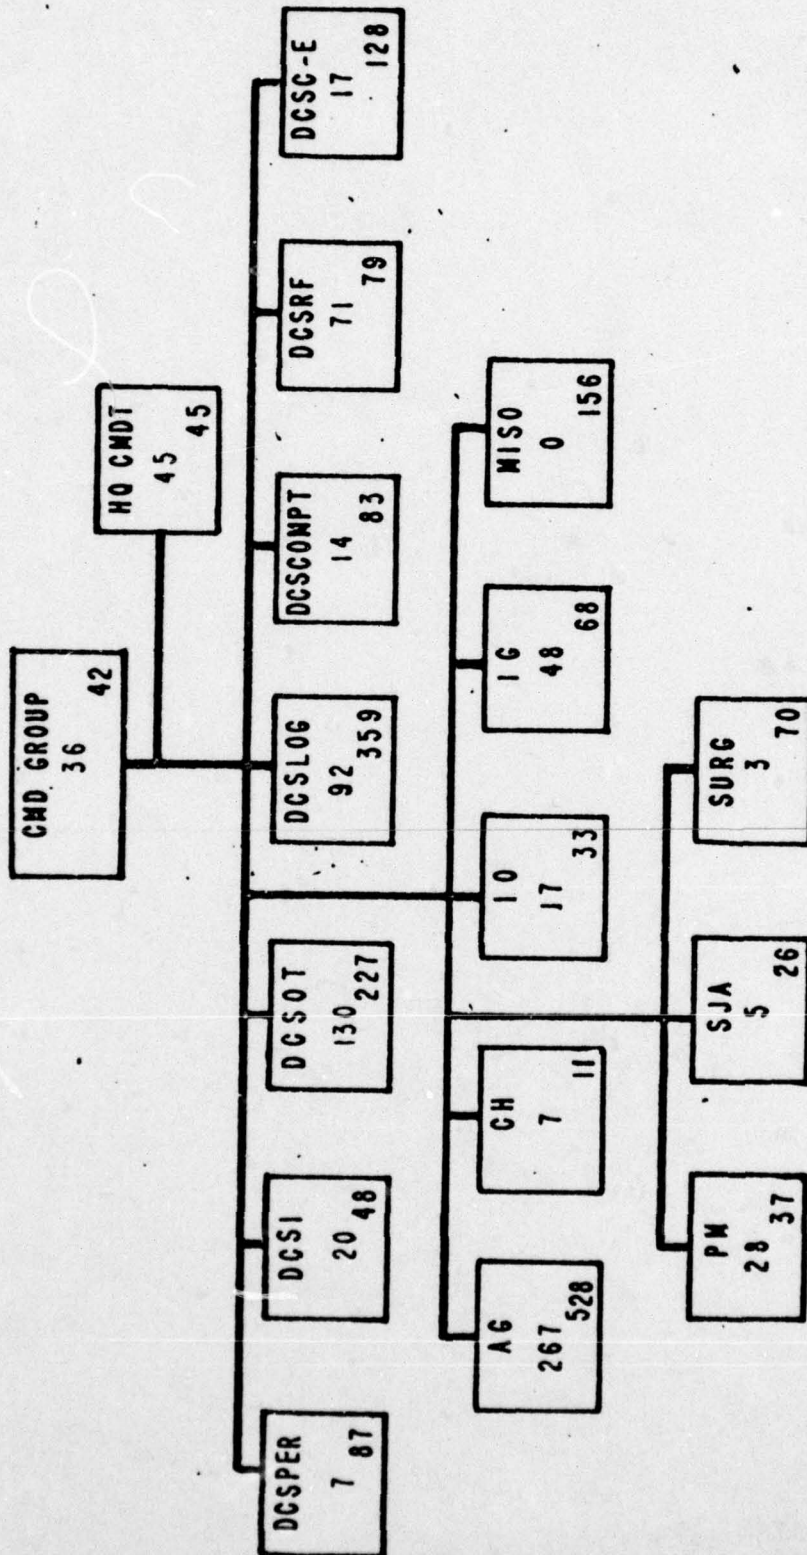 CMD GROUP
36
42
HQ CMDT
45
45
DCSPER
7
87
DCSI
20
48
DCSOT
130
227
DCSLOG
92
359
DCSCOMPT
14
83
DCSRF
71
79
DCSC-E
17
128
AG
267
528
CH
7
11
IO
17
33
IG
48
68
MISO
0
156
PM
28
37
SJA
5
26
SURG
3
70